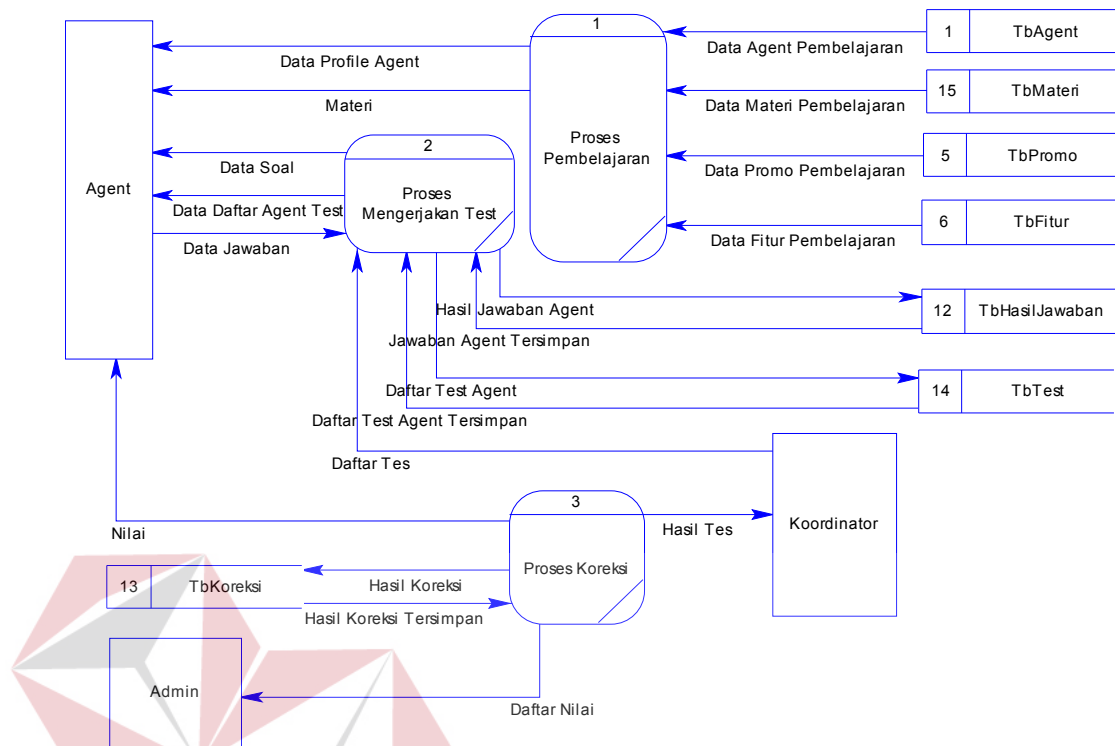 1
1
TbAgent
Data Agent Pembelajaran
Data Profile Agent
15
TbMateri
Materi
Data Materi Pembelajaran
2
Proses
Pembelajaran
5
TbPromo
Data Soal
Data Promo Pembelajaran
Agent
Proses
Mengerjakan Test
Data Daftar Agent Test
6
TbFitur
Data Jawaban
Data Fitur Pembelajaran
Hasil Jawaban Agent
12
TbHasilJawaban
Jawaban Agent Tersimpan
Daftar Test Agent
14
TbTest
Daftar Test Agent Tersimpan
Daftar Tes
3
Nilai
Hasil Tes
Koordinator
13
TbKoreksi
Hasil Koreksi
Proses Koreksi
Hasil Koreksi Tersimpan
Admin
Daftar Nilai